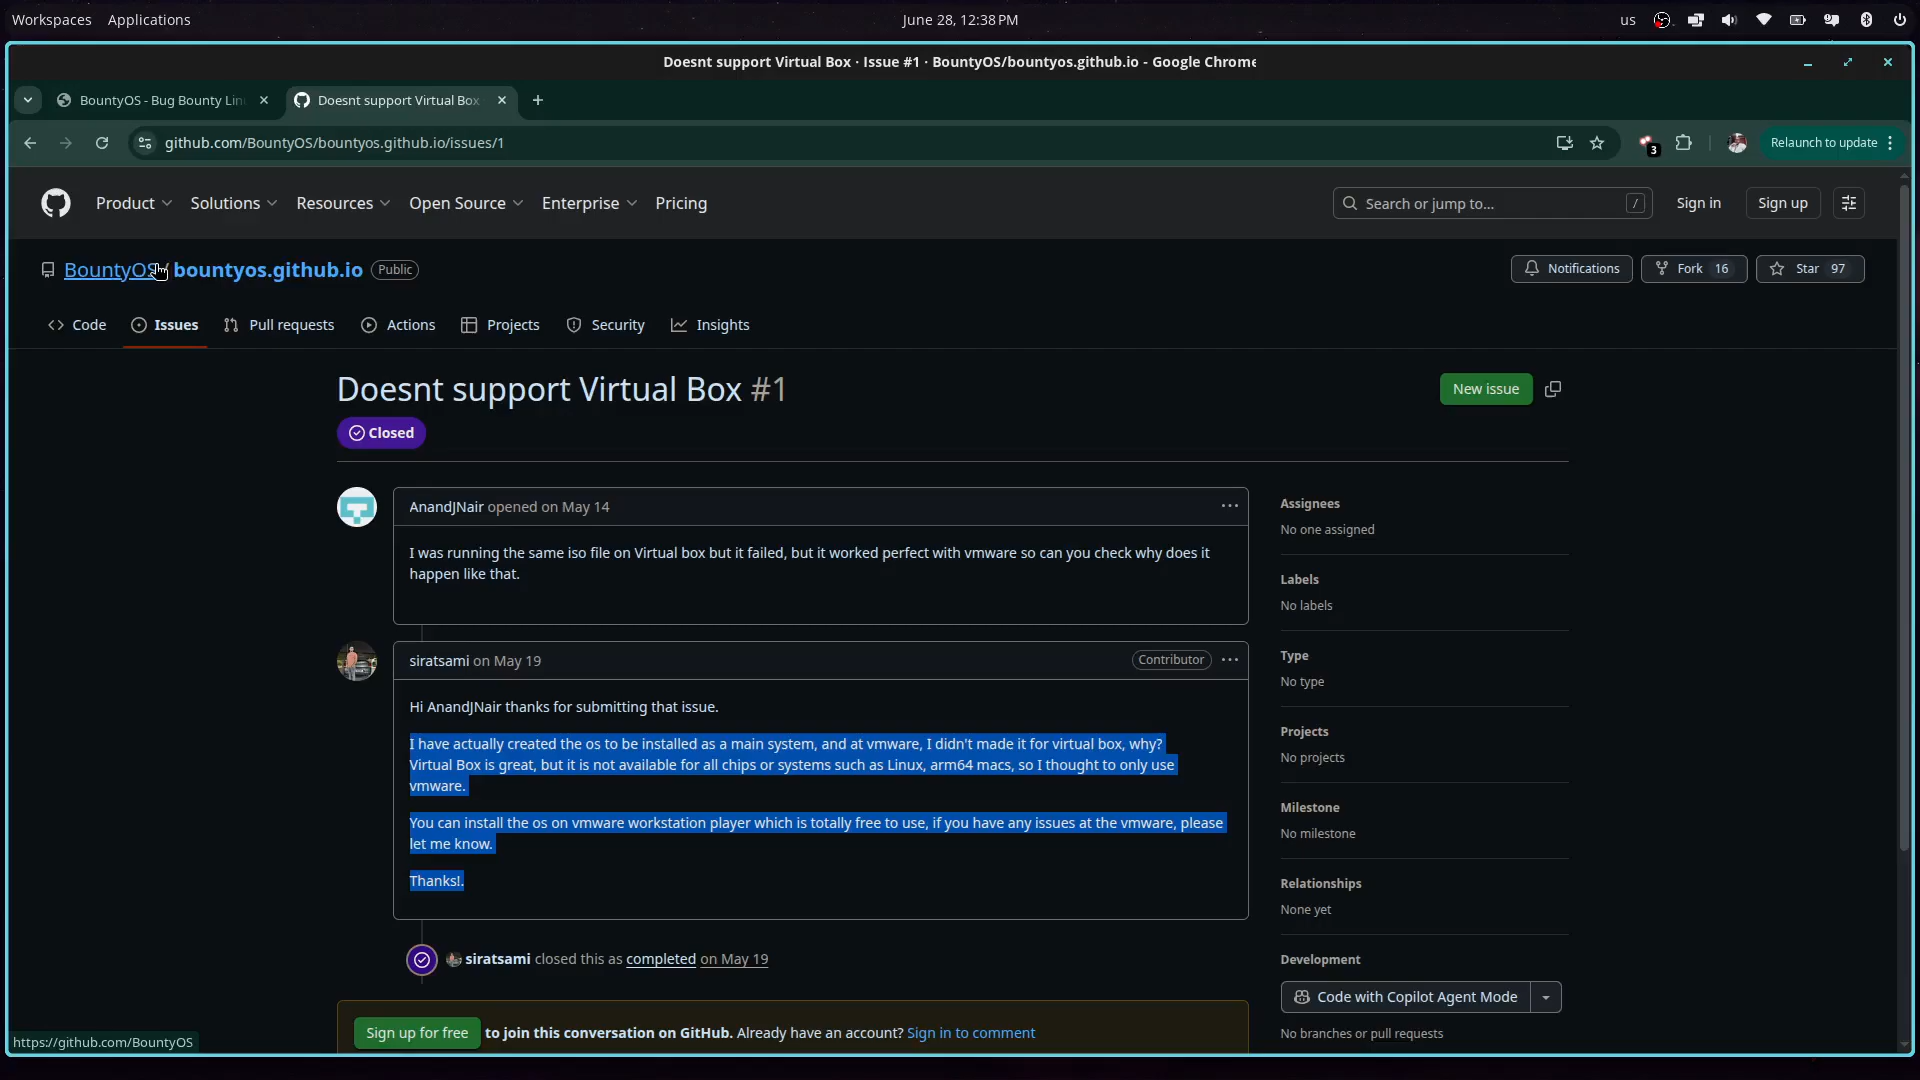 Workspaces Applications June 28, 12:38 PM us
Doesnt support Virtual Box · Issue #1 · BountyOS/bountyos.github.io - Google Chrome
BountyOS - Bug Bounty Lin Doesnt support Virtual Box
github.com/BountyOS/bountyos.github.io/issues/1 3 Relaunch to update
Product Solutions Resources Open Source Enterprise Pricing Search or jump to... / Sign in Sign up
BountyOS / bountyos.github.io Public Notifications Fork 16 Star 97
Code Issues Pull requests Actions Projects Security Insights
Doesnt support Virtual Box #1 New issue
Closed
AnandJNair opened on May 14
I was running the same iso file on Virtual box but it failed, but it worked perfect with vmware so can you check why does it
happen like that.
siratsami on May 19 Contributor
Hi AnandJNair thanks for submitting that issue.
I have actually created the os to be installed as a main system, and at vmware, I didn't made it for virtual box, why?
Virtual Box is great, but it is not available for all chips or systems such as Linux, arm64 macs, so I thought to only use
vmware.
You can install the os on vmware workstation player which is totally free to use, if you have any issues at the vmware, please
let me know.
Thanks!.
siratsami closed this as completed on May 19
Sign up for free to join this conversation on GitHub. Already have an account? Sign in to comment
Assignees
No one assigned
Labels
No labels
Type
No type
Projects
No projects
Milestone
No milestone
Relationships
None yet
Development
Code with Copilot Agent Mode
No branches or pull requests
https://github.com/BountyOS